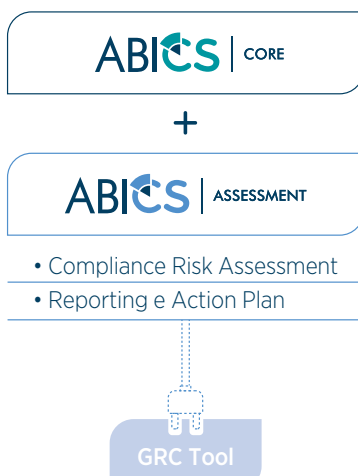 ABICS | CORE
+
ABICS | ASSESSMENT
• Compliance Risk Assessment
• Reporting e Action Plan
GRC Tool